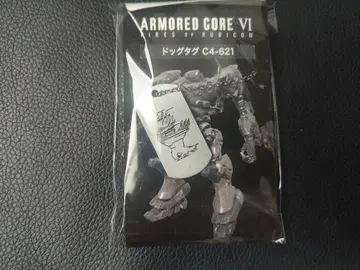 ARMORED CORE VI
FIRES OF RUBICON
ドッグタグ C4-621